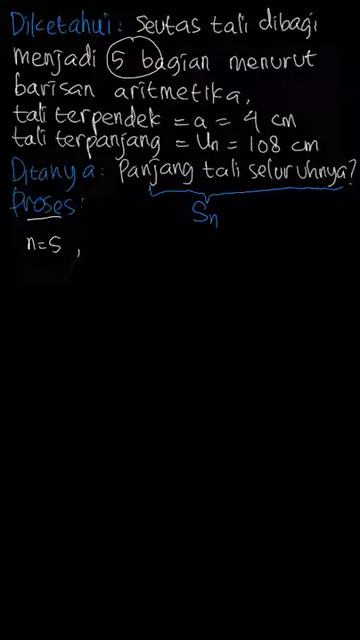 Diketahui: Seutas tali dibagi
menjadi 5 bagian menurut
barisan aritmetika,
tali terpendek = a = 4 cm
tali terpanjang = Un = 108 cm
Ditanya: Panjang tali seluruhnya?
Proses:
Sn
n=5 ,